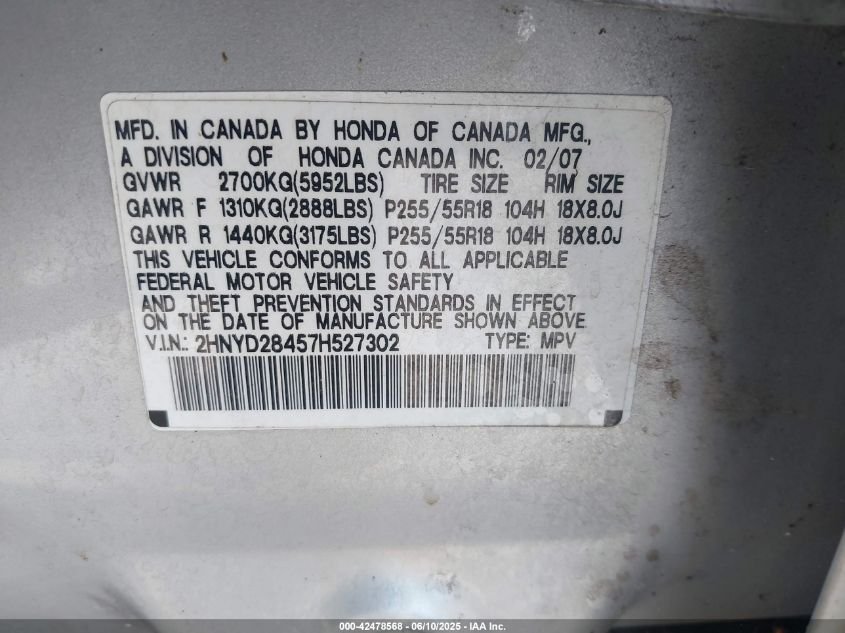 MFD. IN CANADA BY HONDA OF CANADA MFG.,
A DIVISION OF HONDA CANADA INC. 02/07
GVWR 2700KG(5952LBS) TIRE SIZE RIM SIZE
GAWR F 1310KG(2888LBS) P255/55R18 104H 18X8.0J
GAWR R 1440KG(3175LBS) P255/55R18 104H 18X8.0J
THIS VEHICLE CONFORMS TO ALL APPLICABLE
FEDERAL MOTOR VEHICLE SAFETY
AND THEFT PREVENTION STANDARDS IN EFFECT
ON THE DATE OF MANUFACTURE SHOWN ABOVE
V.I.N.: 2HNYD28457H527302 TYPE: MPV
000-42478568 - 06/10/2025 - IAA Inc.